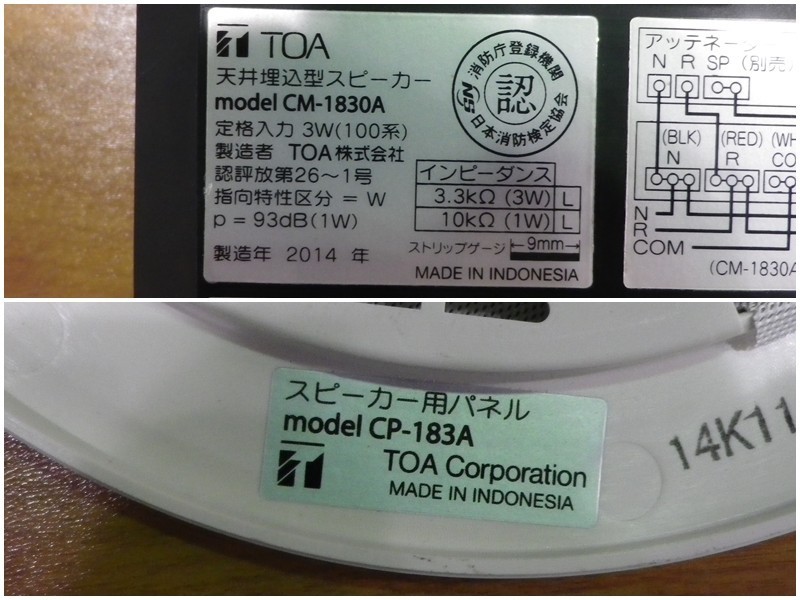 TOA
天井埋込型スピーカー
model CM-1830A
定格入力 3W(100系)
製造者 TOA株式会社
認評放第26～1号
指向特性区分 = W
p = 93dB(1W)
製造年 2014 年
消防庁登録機関
認
NS
日本消防検定協会
インピーダンス
3.3kΩ (3W) L
10kΩ (1W) L
ストリップゲージ 9mm
MADE IN INDONESIA
アッテネーター
N R SP (別売)
(BLK) (RED) (WH
N R CO
N
R
COM
(CM-1830A
スピーカー用パネル
model CP-183A
TOA Corporation
MADE IN INDONESIA
14K11